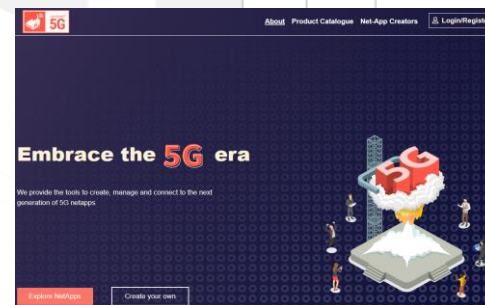 5G
About Product Catalogue Net-App Creators Login/Register
Embrace the 5G era
We provide the tools to create, manage and connect to the next
generation of 5G netapps
5G
Explore NetApps Create your own